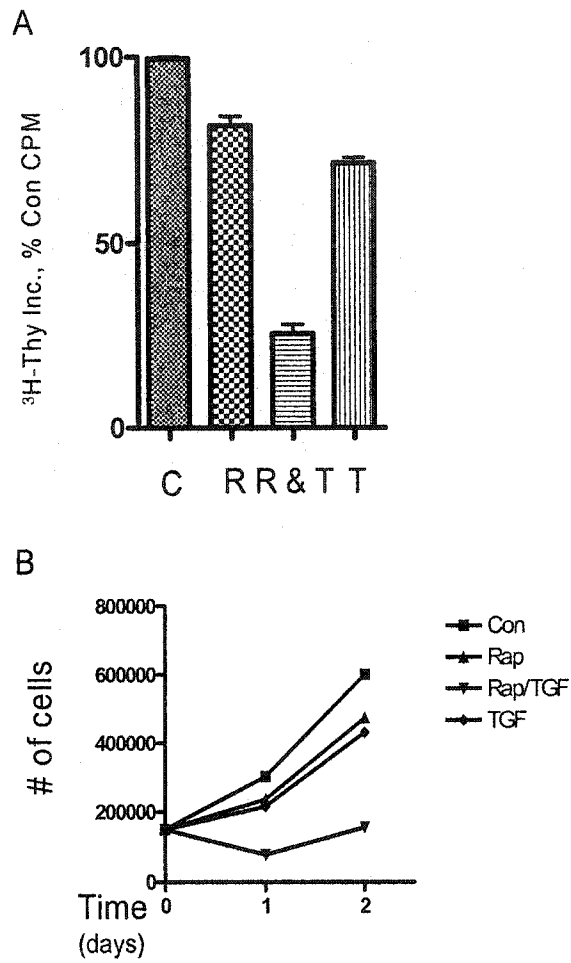 A
³H-Thy Inc., % Con CPM
100
50
0
C R R & T T
B
# of cells
800000
600000
400000
200000
0
0 1 2
Time
(days)
Con
Rap
Rap/TGF
TGF